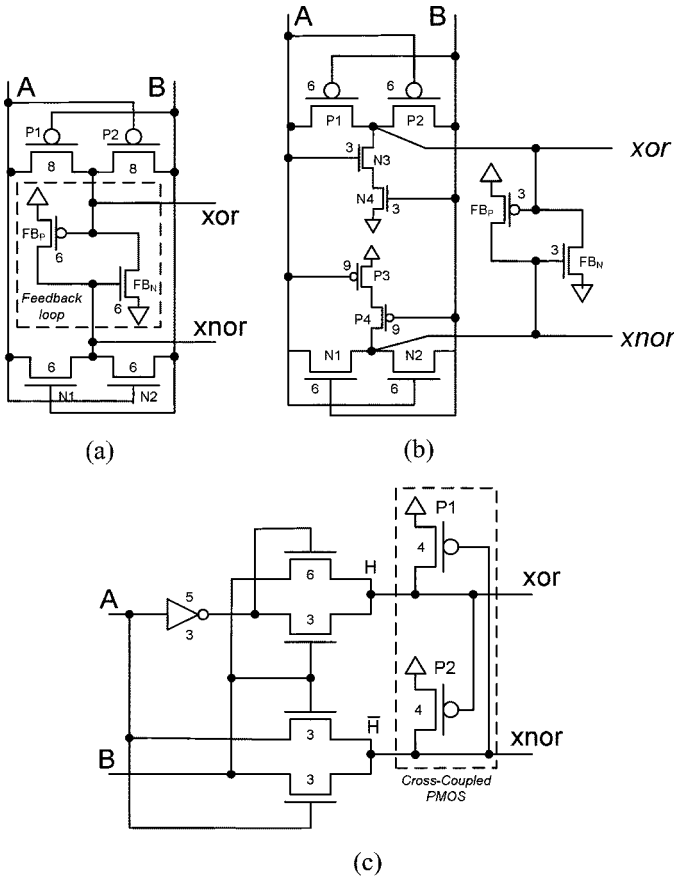 A B
P1 P2
8 8
xor
FBP
6
FBN
6
Feedback
loop
xnor
6 6
N1 N2
(a)
A B
6 6
P1 P2
3 N3
N4 3
xor
FBP 3
3 FBN
9 P3
P4 9
xnor
N1 N2
6 6
(b)
P1
4
H
xor
6
A 5
3
3
P2
4
H
3
xnor
B
3
Cross-Coupled
PMOS
(c)